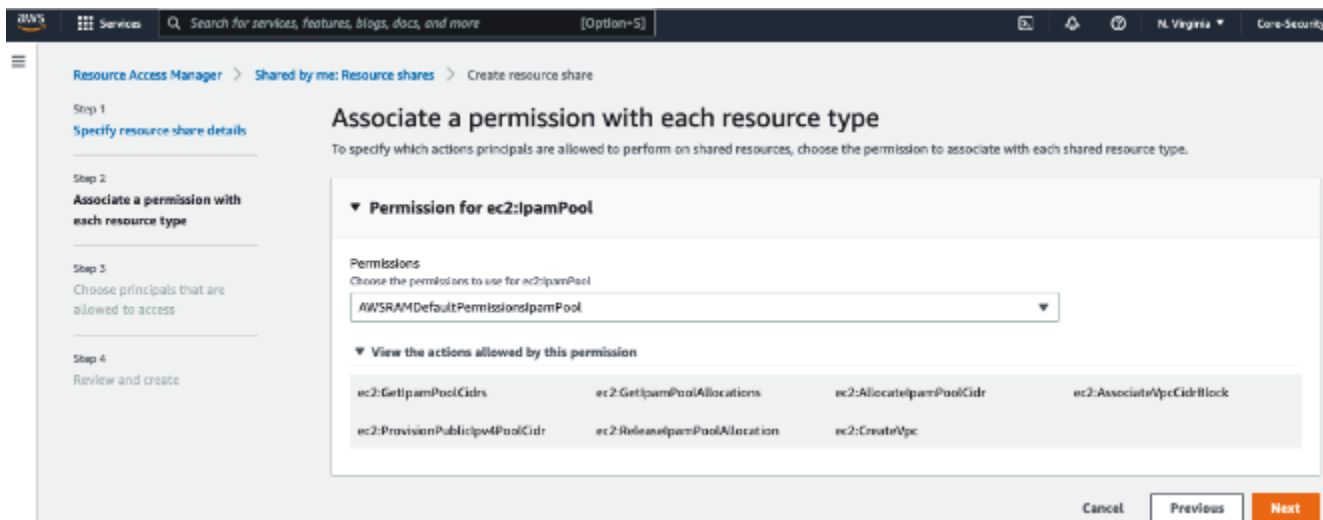 aws Services Search for services, features, blogs, docs, and more [Option+S] N. Virginia ▼ Core-Security
Resource Access Manager > Shared by me: Resource shares > Create resource share
Step 1
Specify resource share details
Step 2
Associate a permission with
each resource type
Step 3
Choose principals that are
allowed to access
Step 4
Review and create
Associate a permission with each resource type
To specify which actions principals are allowed to perform on shared resources, choose the permission to associate with each shared resource type.
▼ Permission for ec2:IpamPool
Permissions
Choose the permissions to use for ec2:IpamPool
AWSRAMDefaultPermissionsIpamPool ▼
▼ View the actions allowed by this permission
ec2:GetIpamPoolCidrs ec2:GetIpamPoolAllocations ec2:AllocateIpamPoolCidr ec2:AssociateVpcCidrBlock
ec2:ProvisionPublicIpv4PoolCidr ec2:ReleaseIpamPoolAllocation ec2:CreateVpc
Cancel Previous Next